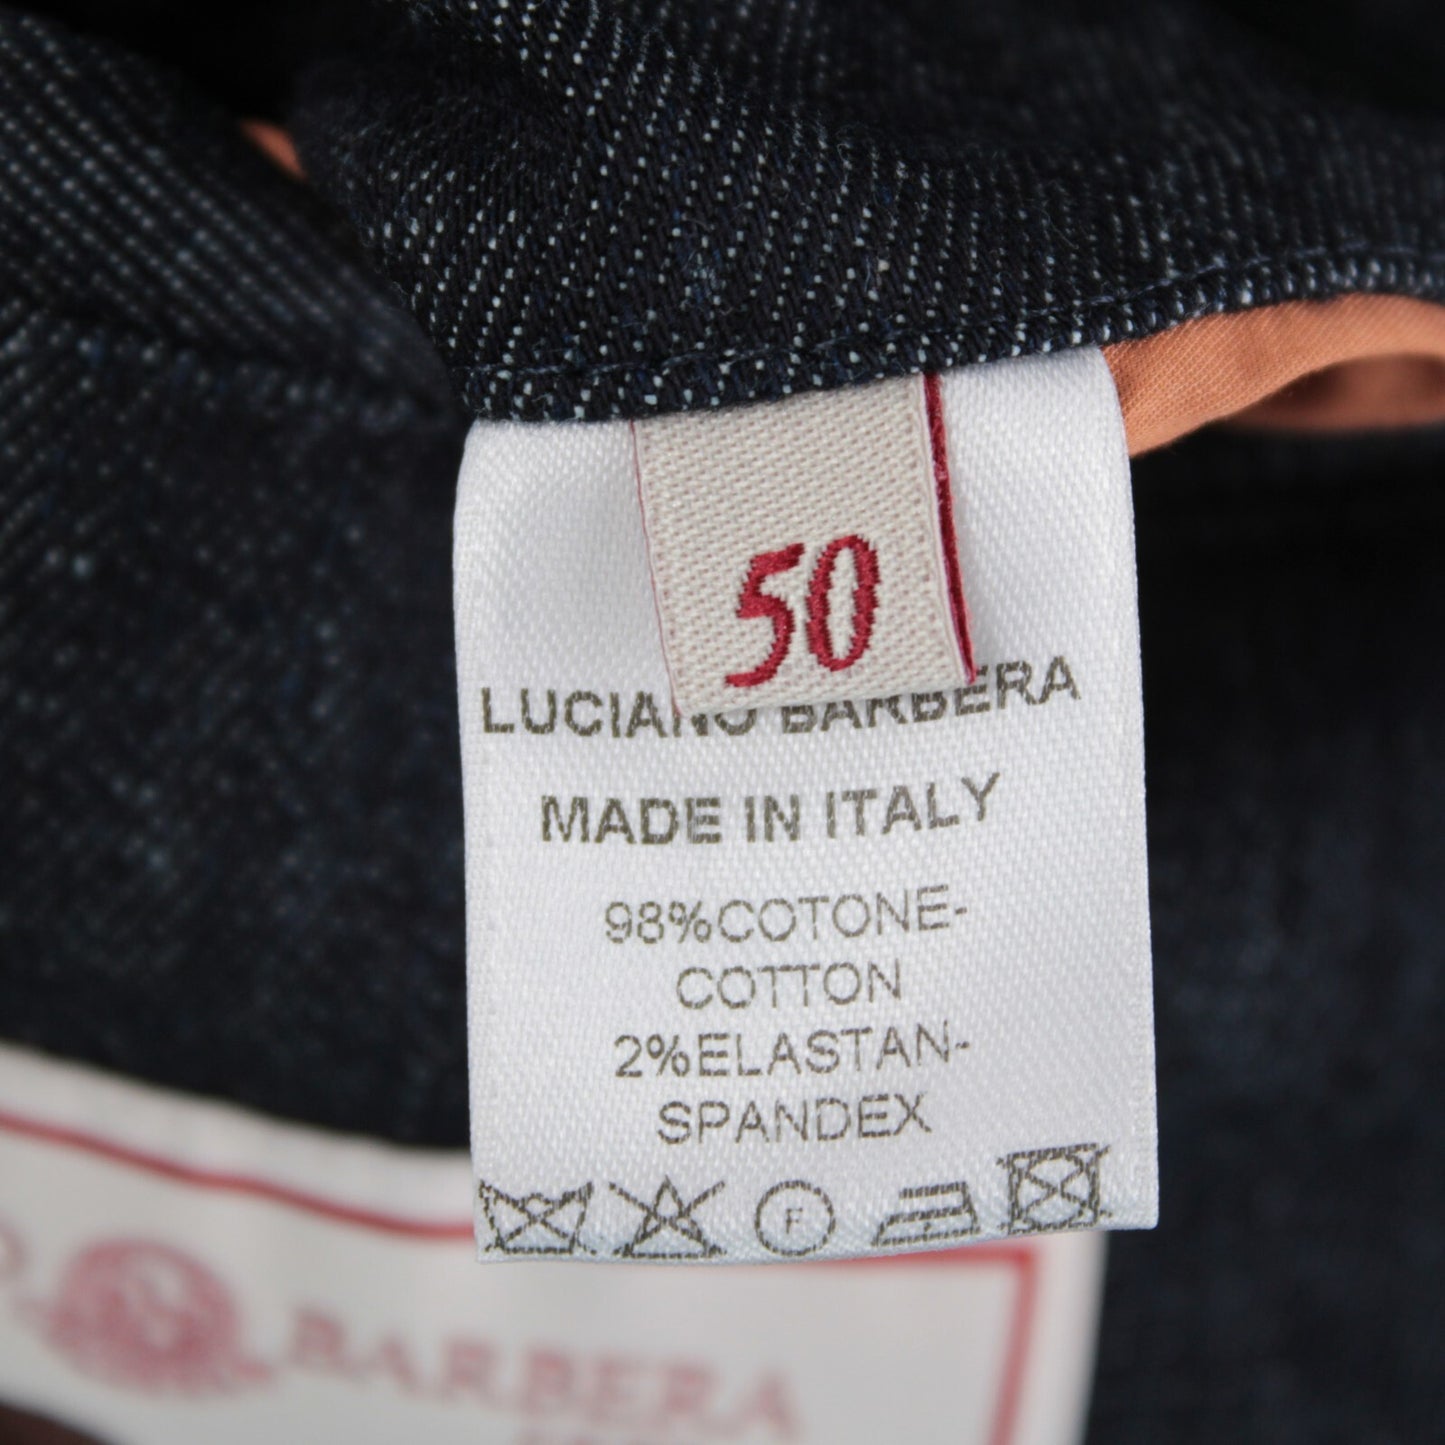 50
LUCIANO BARBERA
MADE IN ITALY
98%COTONE-
COTTON
2%ELASTAN-
SPANDEX
F
BARBERA